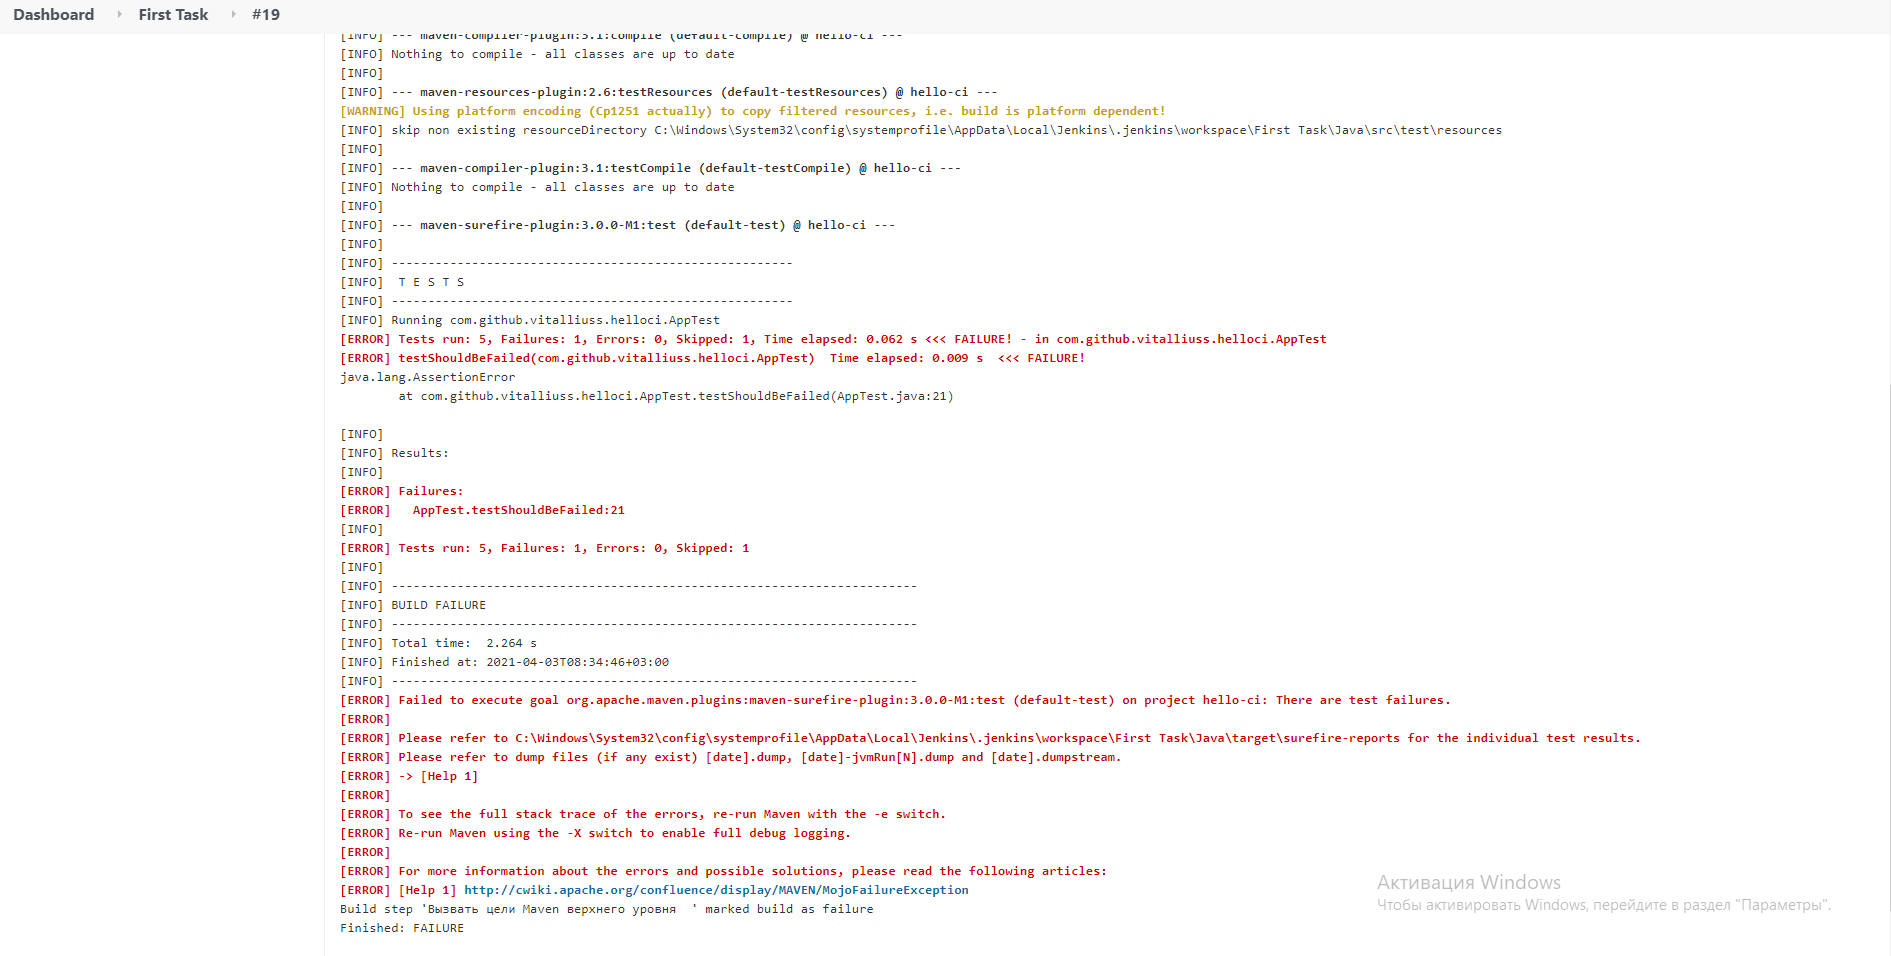 Dashboard First Task #19
[INFO] --- maven-compiler-plugin:3.1:compile (default-compile) @ hello-ci ---
[INFO] Nothing to compile - all classes are up to date
[INFO]
[INFO] --- maven-resources-plugin:2.6:testResources (default-testResources) @ hello-ci ---
[WARNING] Using platform encoding (Cp1251 actually) to copy filtered resources, i.e. build is platform dependent!
[INFO] skip non existing resourceDirectory C:\Windows\System32\config\systemprofile\AppData\Local\Jenkins\.jenkins\workspace\First Task\Java\src\test\resources
[INFO]
[INFO] --- maven-compiler-plugin:3.1:testCompile (default-testCompile) @ hello-ci ---
[INFO] Nothing to compile - all classes are up to date
[INFO]
[INFO] --- maven-surefire-plugin:3.0.0-M1:test (default-test) @ hello-ci ---
[INFO]
[INFO] -------------------------------------------------------
[INFO]  T E S T S
[INFO] -------------------------------------------------------
[INFO] Running com.github.vitalliuss.helloci.AppTest
[ERROR] Tests run: 5, Failures: 1, Errors: 0, Skipped: 1, Time elapsed: 0.062 s <<< FAILURE! - in com.github.vitalliuss.helloci.AppTest
[ERROR] testShouldBeFailed(com.github.vitalliuss.helloci.AppTest)  Time elapsed: 0.009 s  <<< FAILURE!
java.lang.AssertionError
	at com.github.vitalliuss.helloci.AppTest.testShouldBeFailed(AppTest.java:21)
[INFO]
[INFO] Results:
[INFO]
[ERROR] Failures:
[ERROR]   AppTest.testShouldBeFailed:21
[INFO]
[ERROR] Tests run: 5, Failures: 1, Errors: 0, Skipped: 1
[INFO]
[INFO] ------------------------------------------------------------------------
[INFO] BUILD FAILURE
[INFO] ------------------------------------------------------------------------
[INFO] Total time:  2.264 s
[INFO] Finished at: 2021-04-03T08:34:46+03:00
[INFO] ------------------------------------------------------------------------
[ERROR] Failed to execute goal org.apache.maven.plugins:maven-surefire-plugin:3.0.0-M1:test (default-test) on project hello-ci: There are test failures.
[ERROR]
[ERROR] Please refer to C:\Windows\System32\config\systemprofile\AppData\Local\Jenkins\.jenkins\workspace\First Task\Java\target\surefire-reports for the individual test results.
[ERROR] Please refer to dump files (if any exist) [date].dump, [date]-jvmRun[N].dump and [date].dumpstream.
[ERROR] -> [Help 1]
[ERROR]
[ERROR] To see the full stack trace of the errors, re-run Maven with the -e switch.
[ERROR] Re-run Maven using the -X switch to enable full debug logging.
[ERROR]
[ERROR] For more information about the errors and possible solutions, please read the following articles:
[ERROR] [Help 1] http://cwiki.apache.org/confluence/display/MAVEN/MojoFailureException
Build step 'Вызвать цели Maven верхнего уровня  ' marked build as failure
Finished: FAILURE
Активация Windows
Чтобы активировать Windows, перейдите в раздел "Параметры".